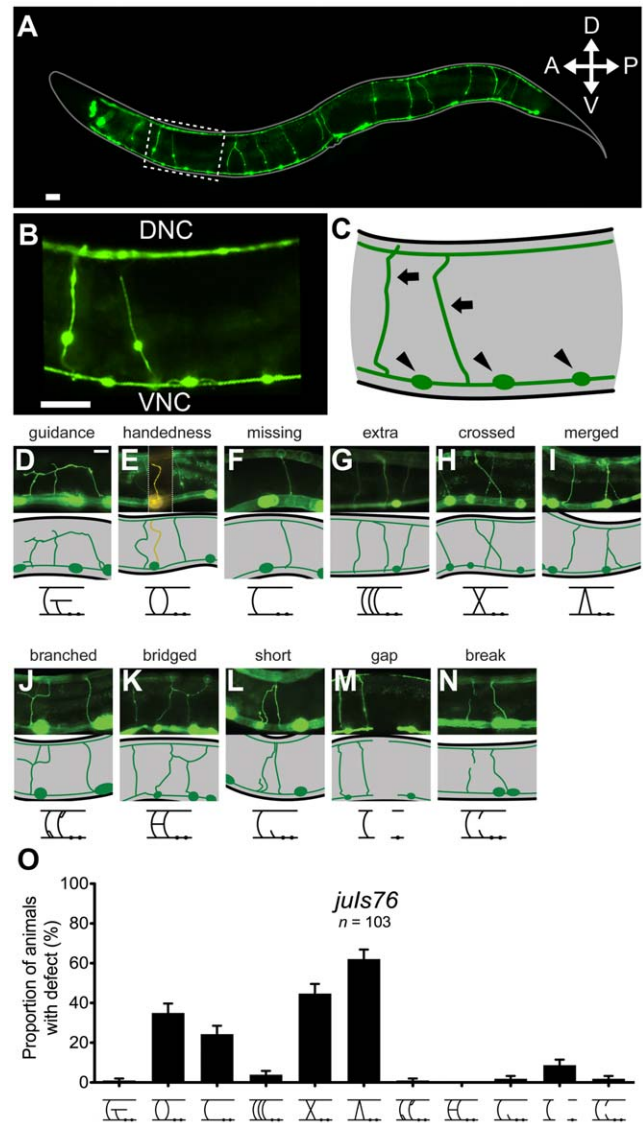 A
D
A P
V
B
DNC
VNC
C
guidance handedness missing extra crossed merged
D E F G H I
branched bridged short gap break
J K L M N
O
Proportion of animals
with defect (%)
100
80
60
40
20
0
juIs76
n = 103